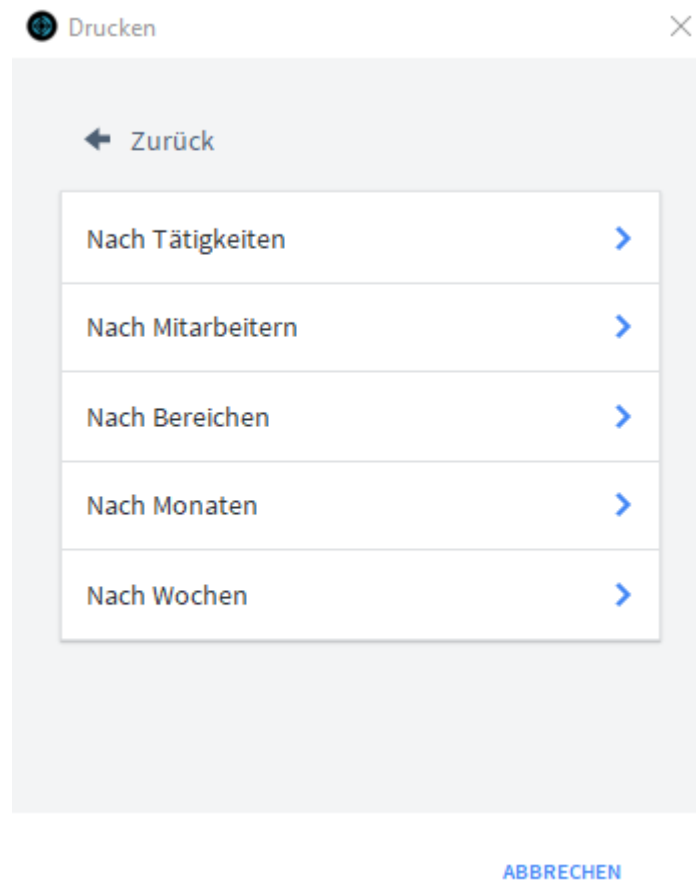 Drucken
Zurück
Nach Tätigkeiten
Nach Mitarbeitern
Nach Bereichen
Nach Monaten
Nach Wochen
ABBRECHEN